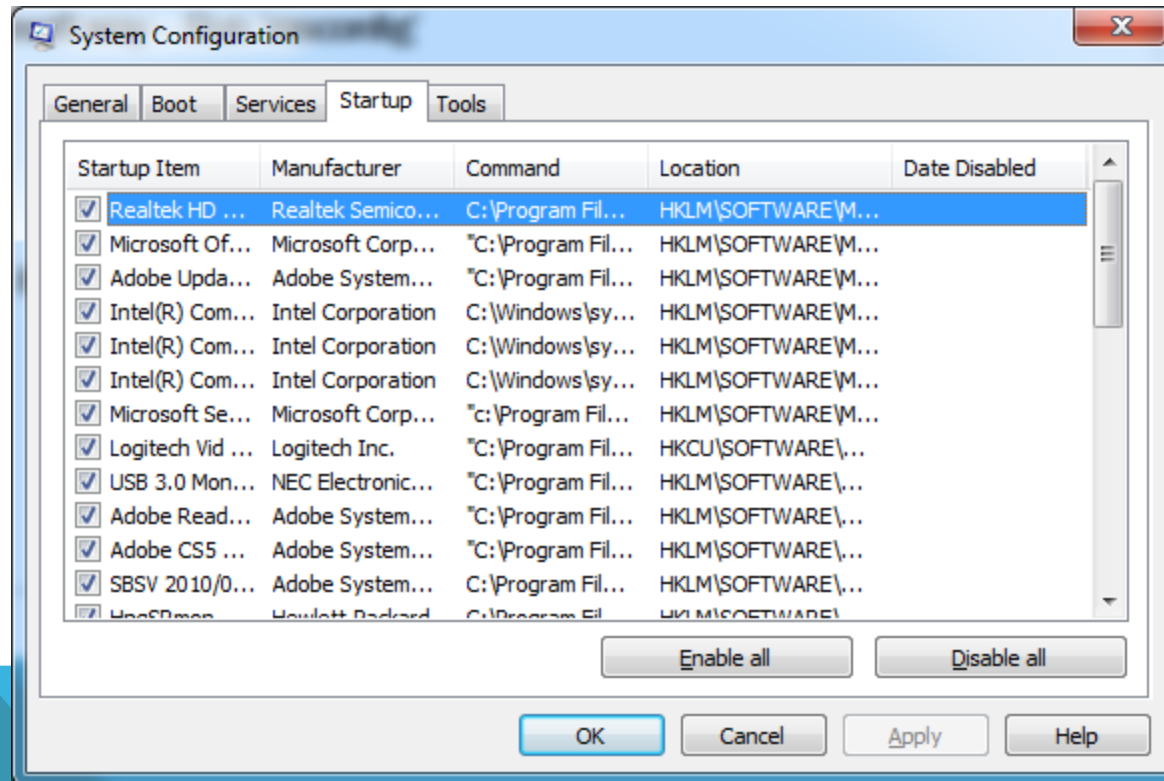 System Configuration
General Boot Services Startup Tools
Startup Item Manufacturer Command Location Date Disabled
Realtek HD ... Realtek Semico... C:\Program Fil... HKLM\SOFTWARE\M...
Microsoft Of... Microsoft Corp... "C:\Program Fil... HKLM\SOFTWARE\M...
Adobe Upda... Adobe System... "C:\Program Fil... HKLM\SOFTWARE\M...
Intel(R) Com... Intel Corporation C:\Windows\sy... HKLM\SOFTWARE\M...
Intel(R) Com... Intel Corporation C:\Windows\sy... HKLM\SOFTWARE\M...
Intel(R) Com... Intel Corporation C:\Windows\sy... HKLM\SOFTWARE\M...
Microsoft Se... Microsoft Corp... "c:\Program Fil... HKLM\SOFTWARE\M...
Logitech Vid ... Logitech Inc. "C:\Program Fil... HKCU\SOFTWARE\...
USB 3.0 Mon... NEC Electronic... "C:\Program Fil... HKLM\SOFTWARE\...
Adobe Read... Adobe System... "C:\Program Fil... HKLM\SOFTWARE\...
Adobe CS5 ... Adobe System... "C:\Program Fil... HKLM\SOFTWARE\...
SBSV 2010/0... Adobe System... C:\Program Fil... HKLM\SOFTWARE\...
Hewlett Packard C:\Program Fil HKLM\SOFTWARE\
Enable all Disable all
OK Cancel Apply Help